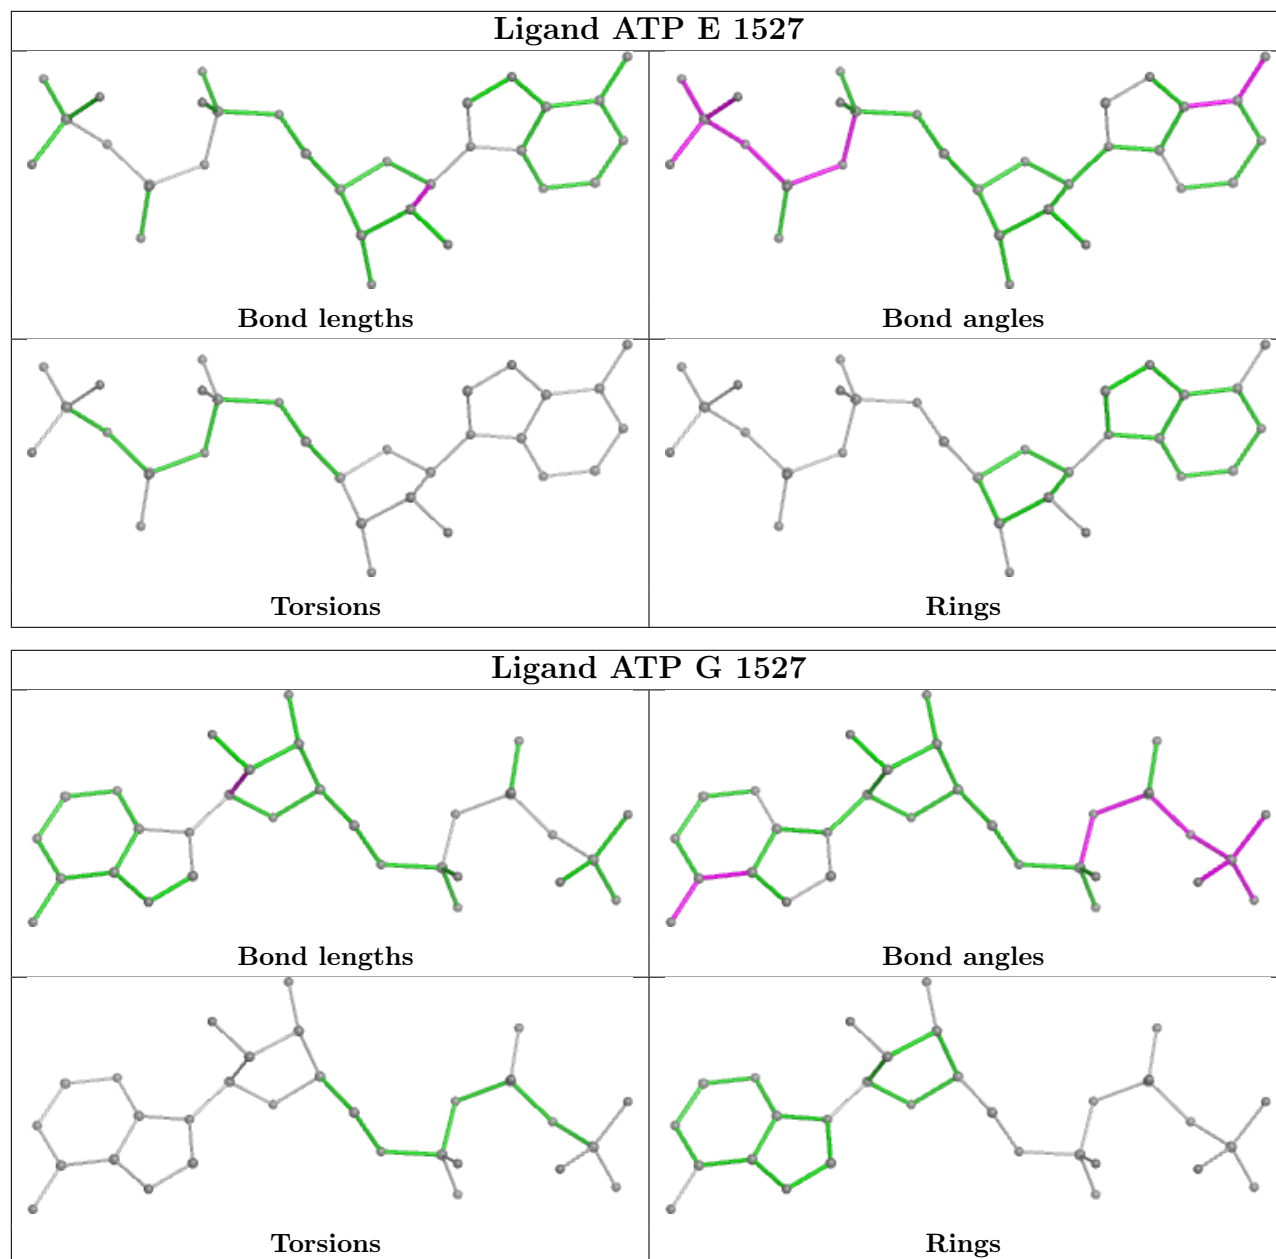 Ligand ATP E 1527
Bond lengths
Bond angles
Torsions
Rings
Ligand ATP G 1527
Bond lengths
Bond angles
Torsions
Rings